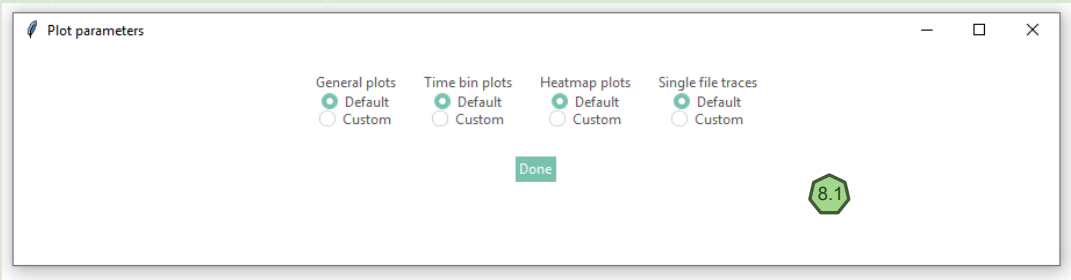 Plot parameters
General plots Time bin plots Heatmap plots Single file traces
Default Default Default Default
Custom Custom Custom Custom
Done
8.1